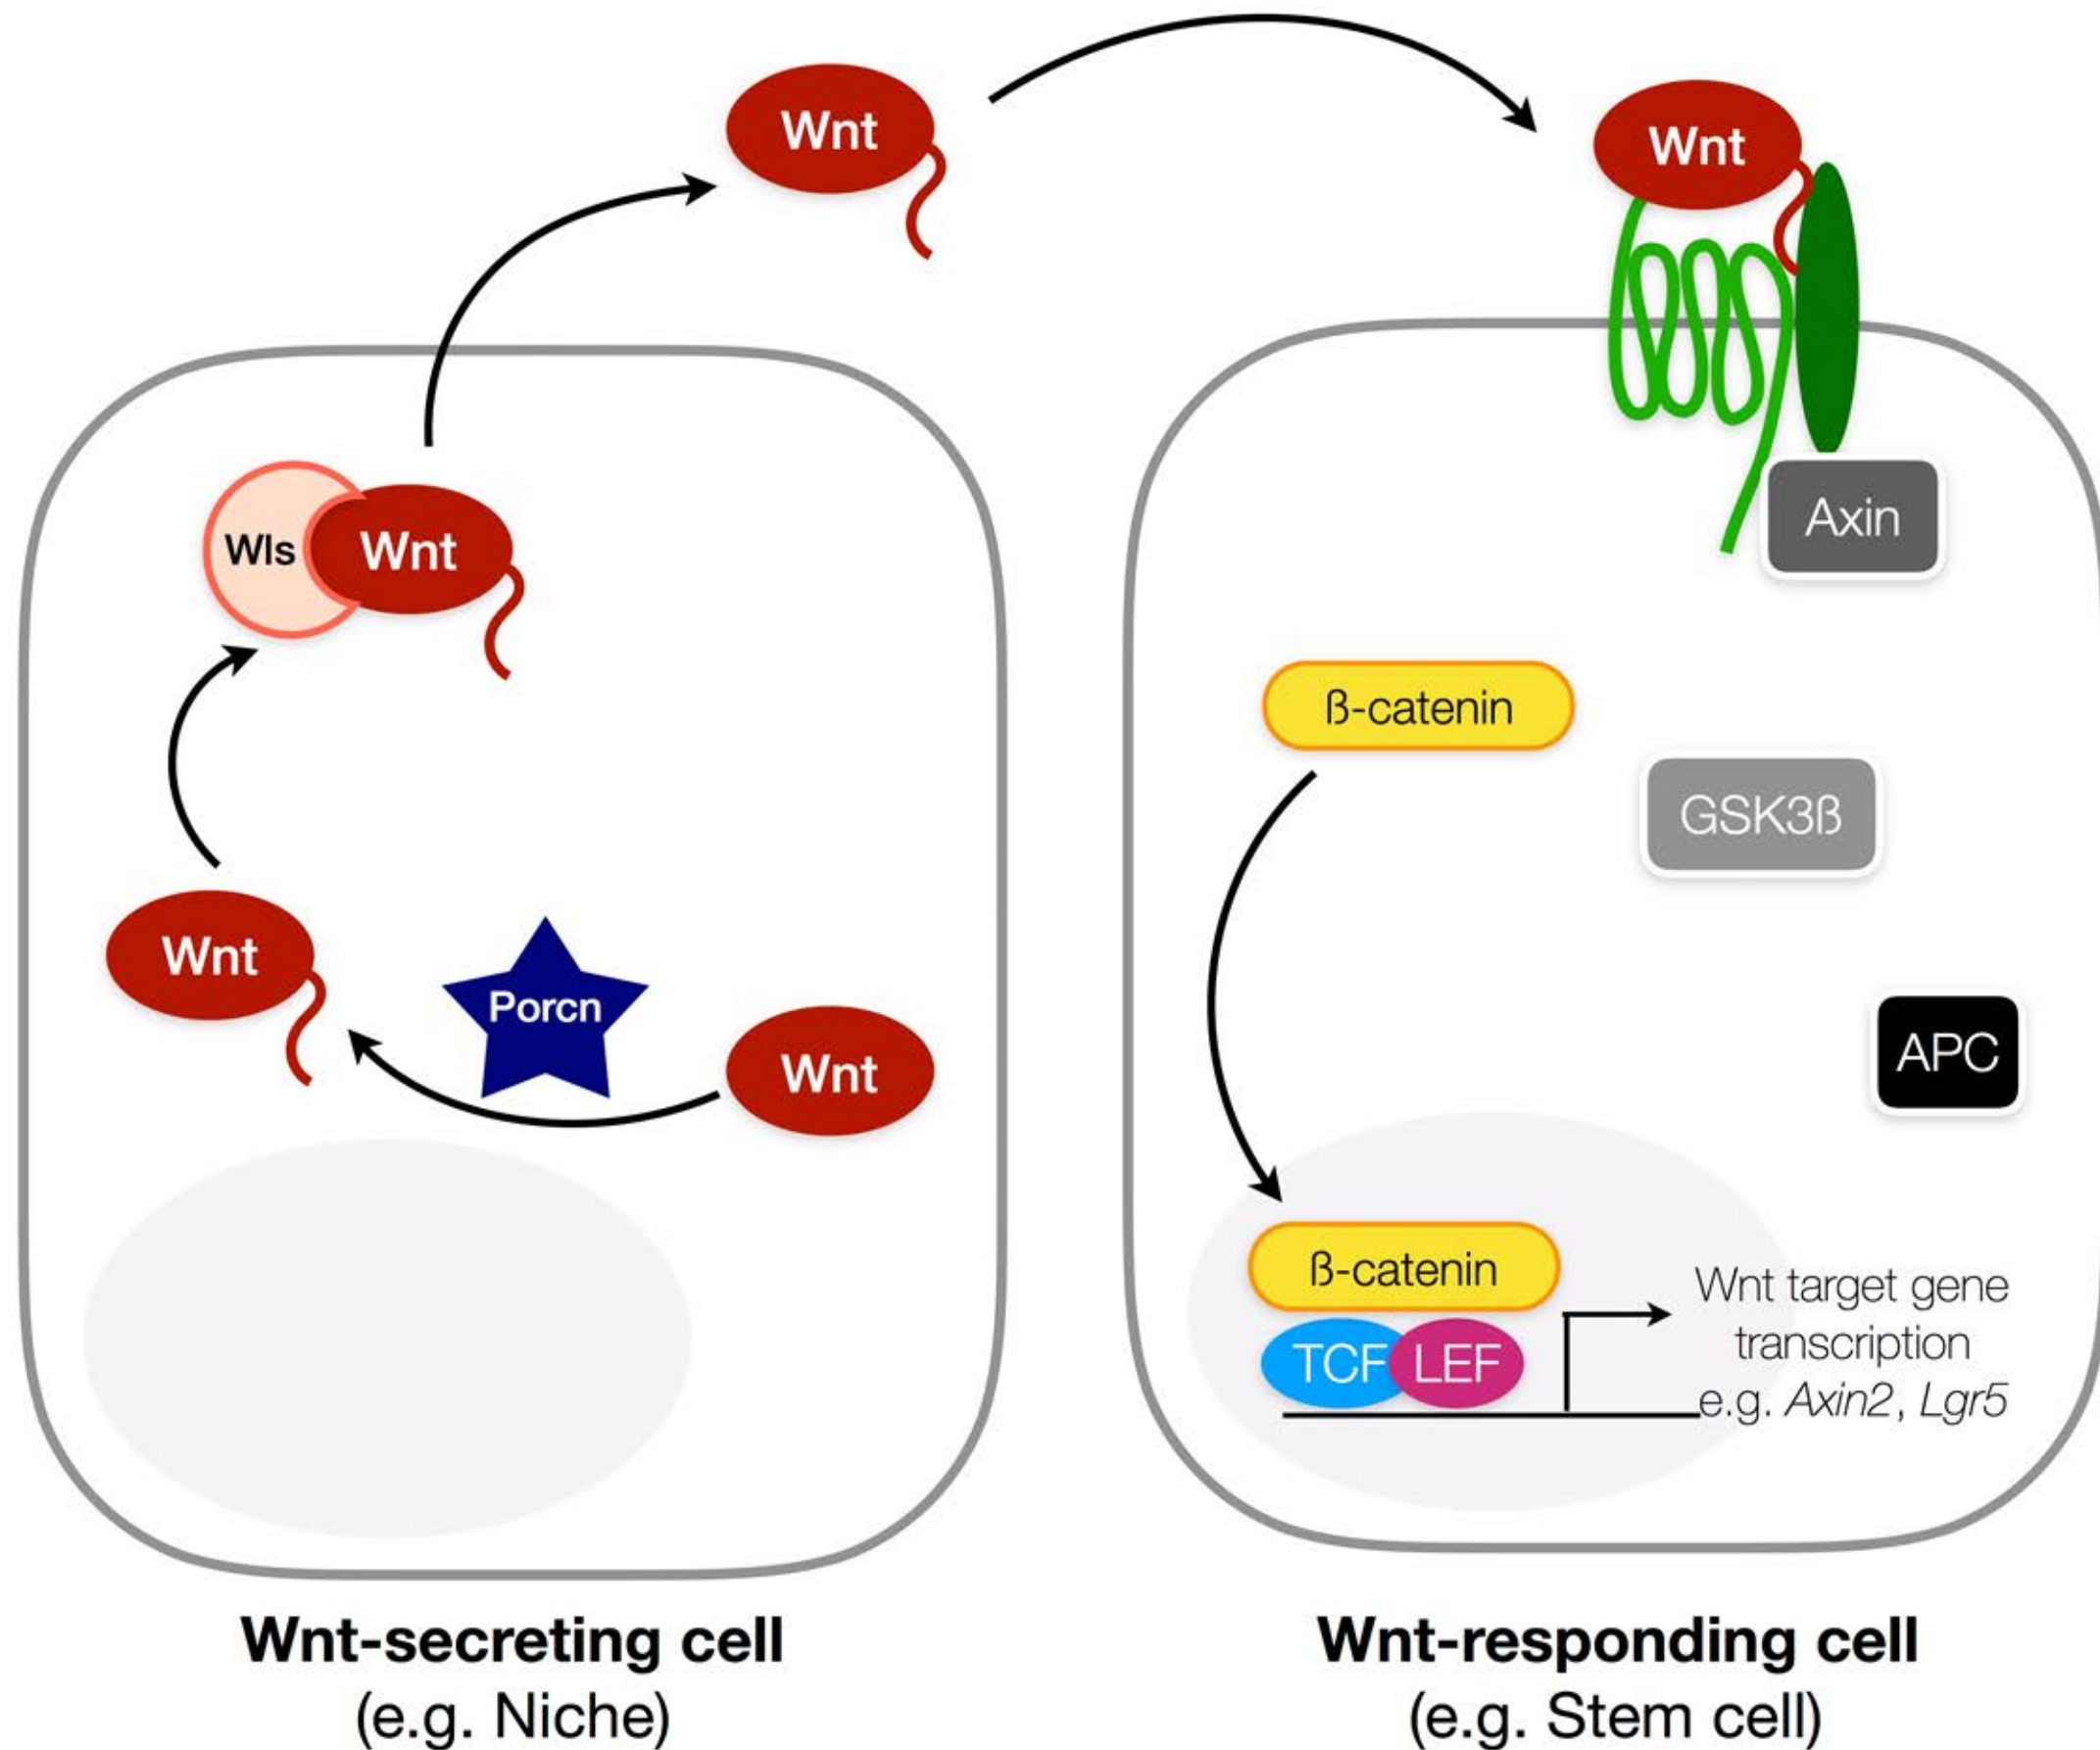 Wnt
Wnt
Wls
Wnt
Axin
ß-catenin
GSK3ß
Wnt
Porcn
Wnt
APC
ß-catenin
TCF
LEF
Wnt target gene
transcription
e.g. Axin2, Lgr5
Wnt-secreting cell
(e.g. Niche)
Wnt-responding cell
(e.g. Stem cell)